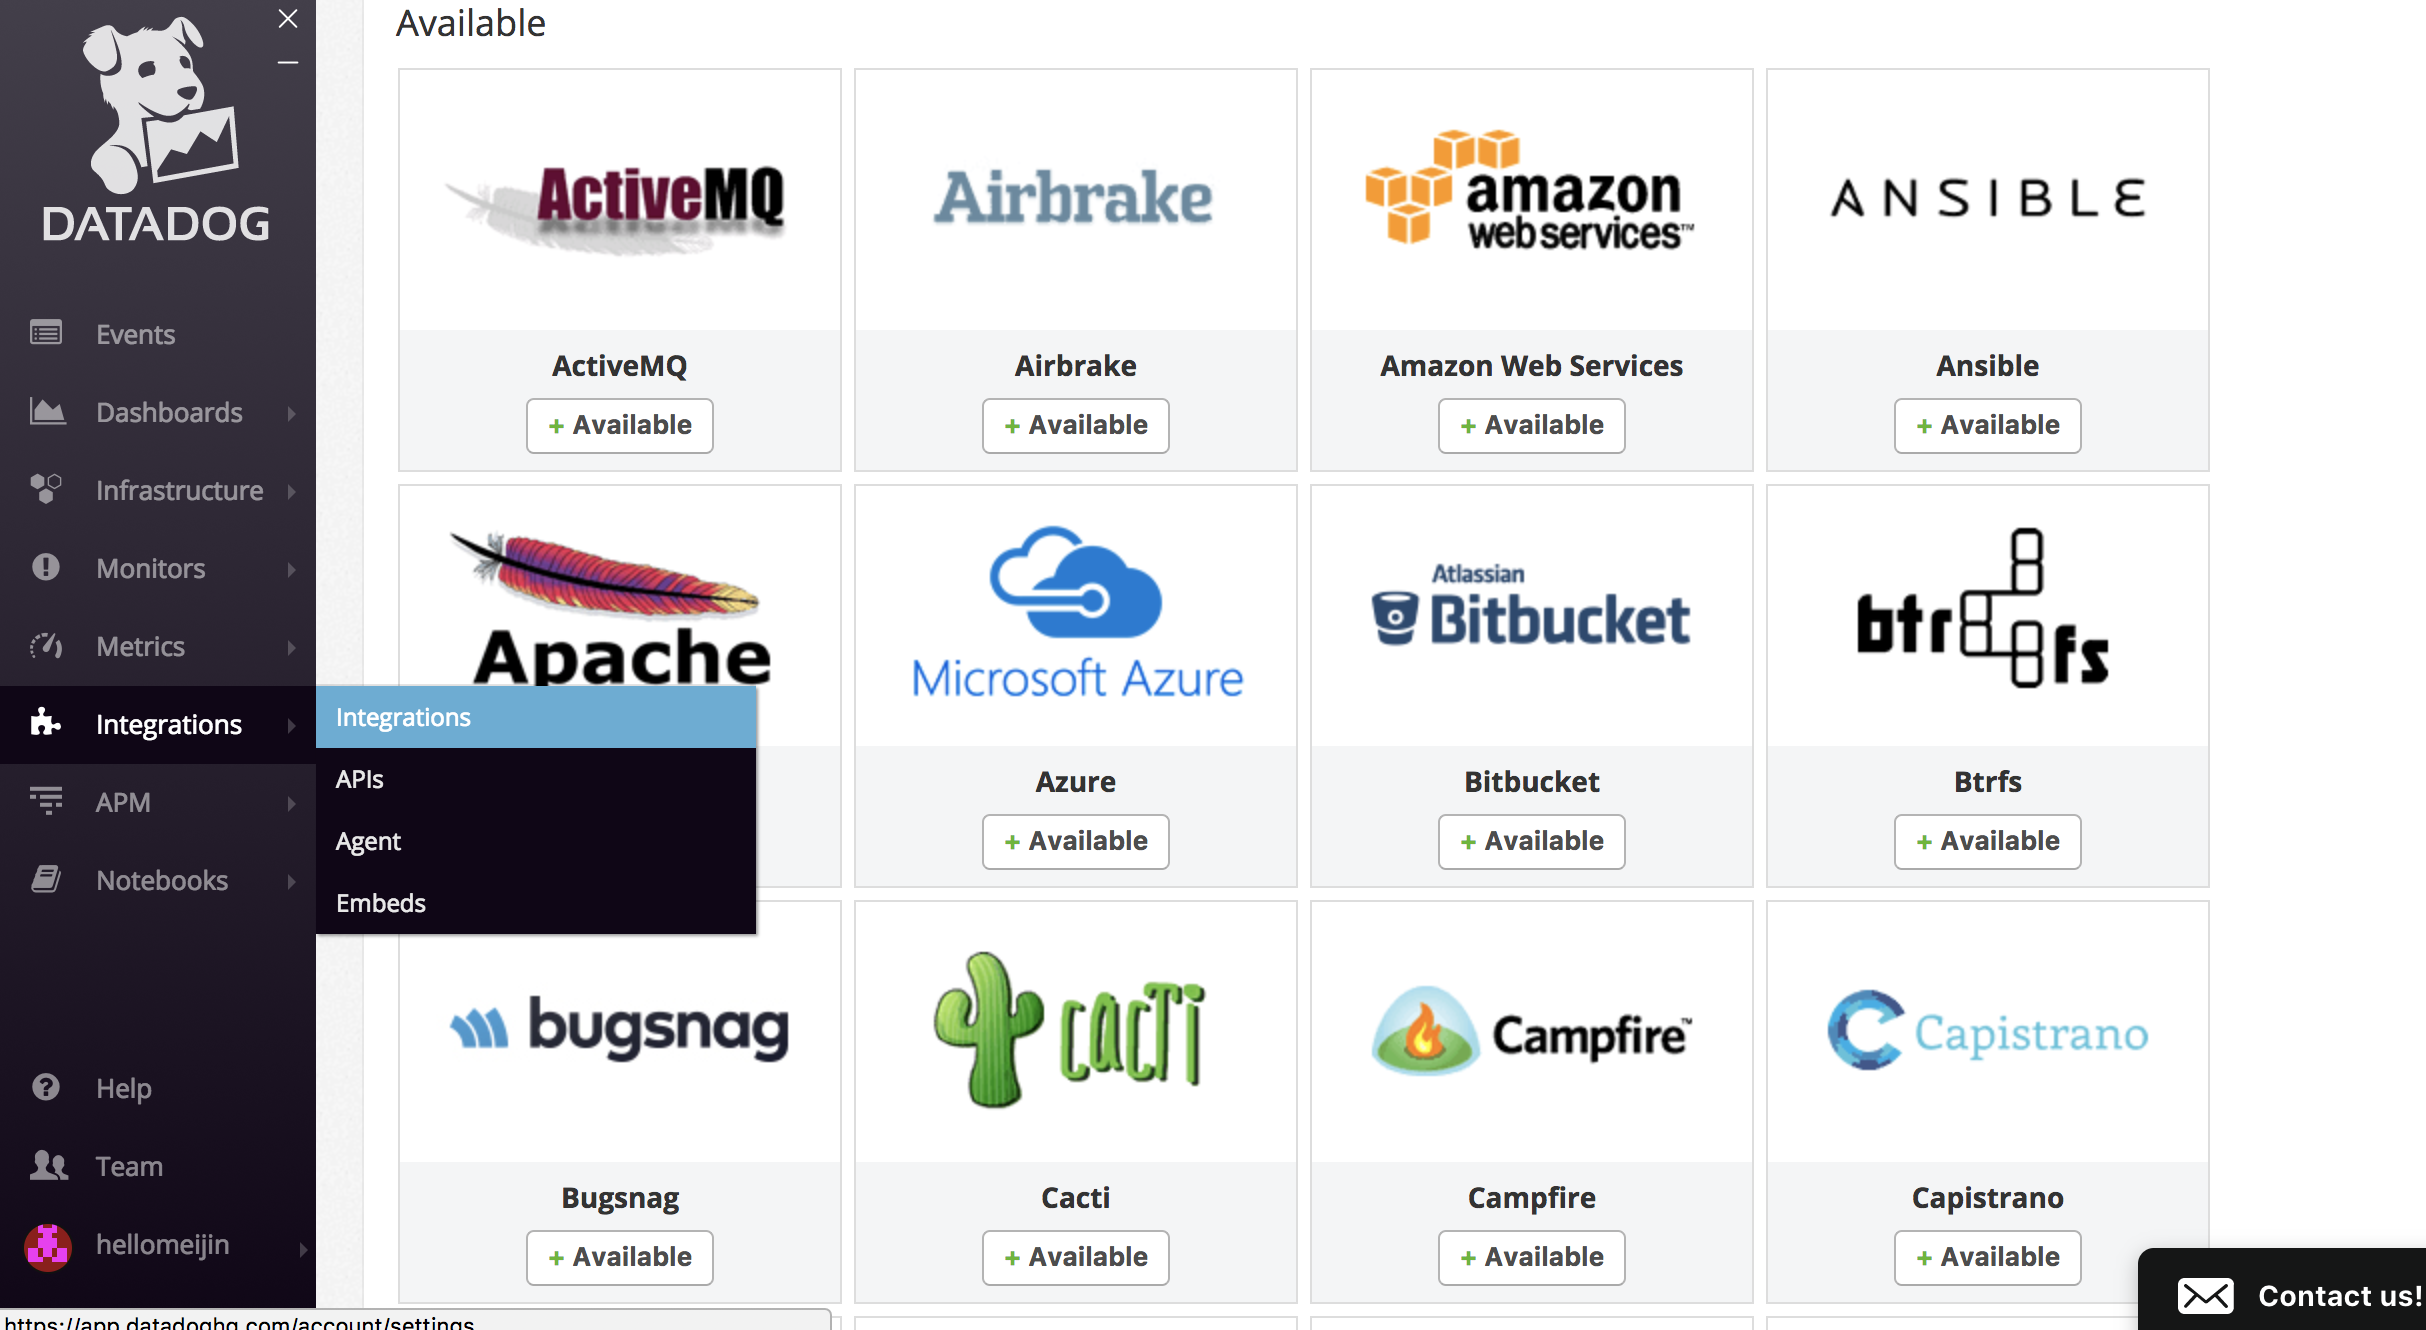 DATADOG
Events
Dashboards
Infrastructure
Monitors
Metrics
Integrations
APM
Notebooks
Help
Team
hellomeijin
Integrations
APIs
Agent
Embeds
Available
ActiveMQ
ActiveMQ
+ Available
Airbrake
Airbrake
+ Available
amazon
web services™
Amazon Web Services
+ Available
ANSIBLE
Ansible
+ Available
Apache
Microsoft Azure
Azure
+ Available
Atlassian
Bitbucket
Bitbucket
+ Available
btrfs
Btrfs
+ Available
bugsnag
Bugsnag
+ Available
cacti
Cacti
+ Available
Campfire™
Campfire
+ Available
Capistrano
Capistrano
+ Available
Contact us!
https://app.datadoghq.com/account/settings